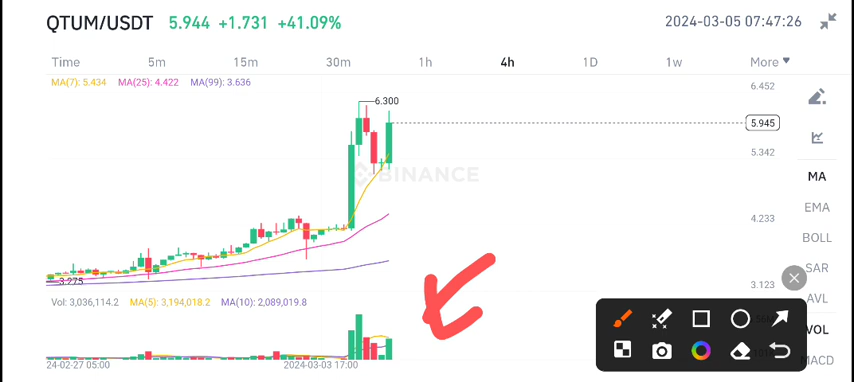 QTUM/USDT 5.944 +1.731 +41.09% 2024-03-05 07:47:26
Time 5m 15m 30m 1h 4h 1D 1w More
MA(7): 5.434 MA(25): 4.422 MA(99): 3.636
6.452
6.300
5.945
5.342
BINANCE
MA
EMA
4.233
BOLL
SAR
3.275
3.123
AVL
Vol: 3,036,114.2 MA(5): 3,194,018.2 MA(10): 2,089,019.8
VOL
MACD
24-02-27 05:00 2024-03-03 17:00